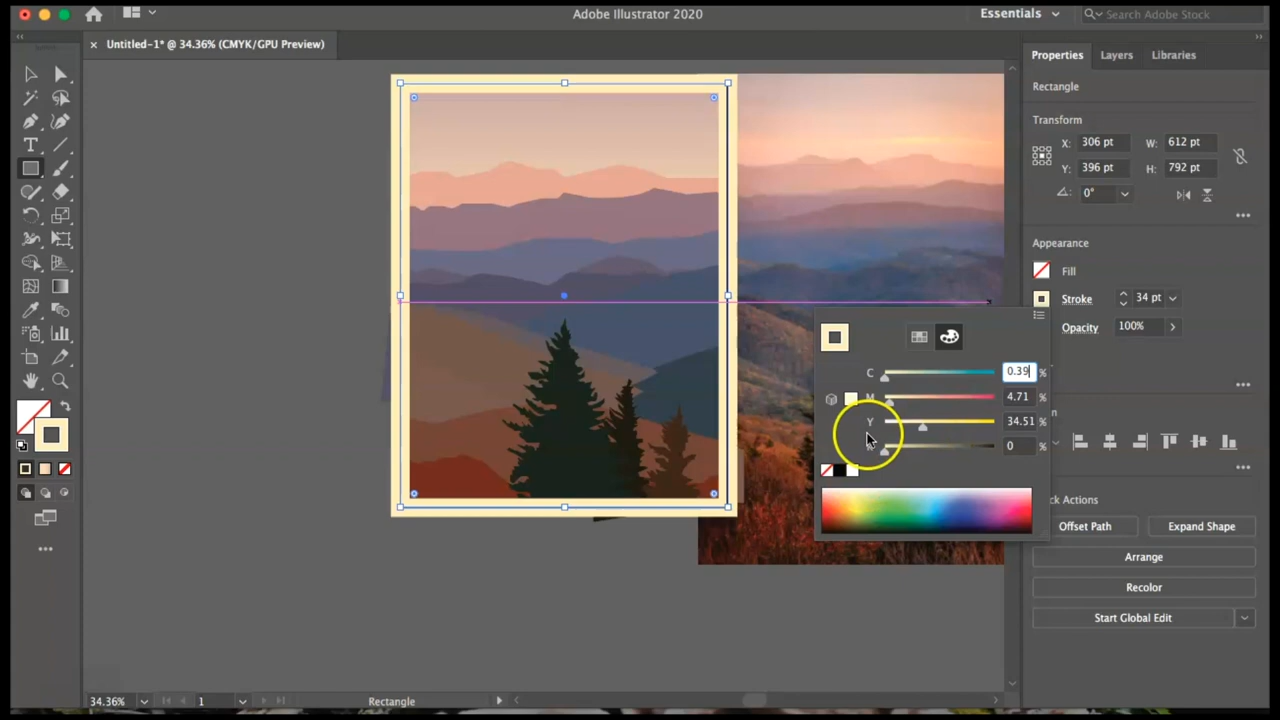 Adobe Illustrator 2020
Essentials
Search Adobe Stock
Untitled-1* @ 34.36% (CMYK/GPU Preview)
Properties
Layers
Libraries
Rectangle
Transform
X: 306 pt
W: 612 pt
Y: 396 pt
H: 792 pt
0°
Appearance
Fill
Stroke
34 pt
Opacity
100%
C
0.39
%
M
4.71
%
Y
34.51
%
K
0
%
Offset Path
Expand Shape
Arrange
Recolor
Start Global Edit
34.36%
1
Rectangle